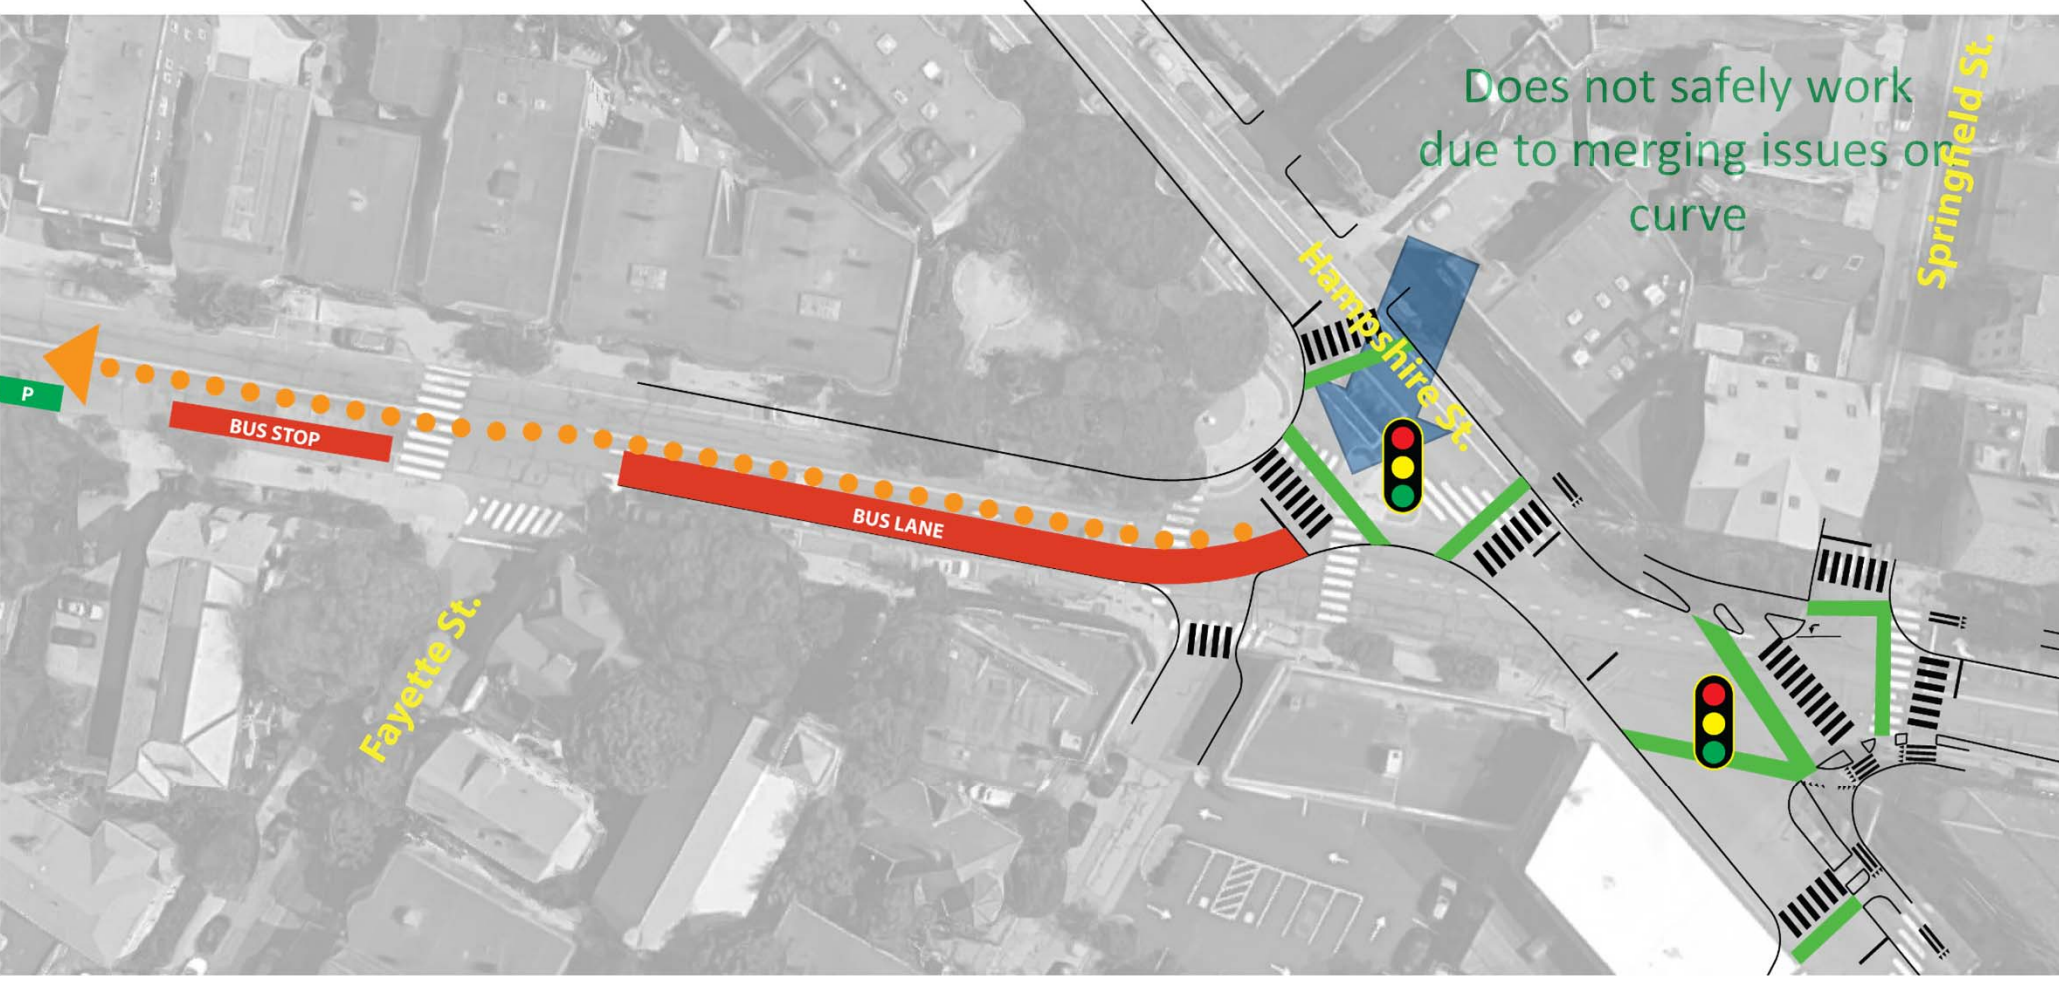 Does not safely work
due to merging issues on
curve
Springfield St.
Hampshire St.
P
BUS STOP
BUS LANE
Fayette St.